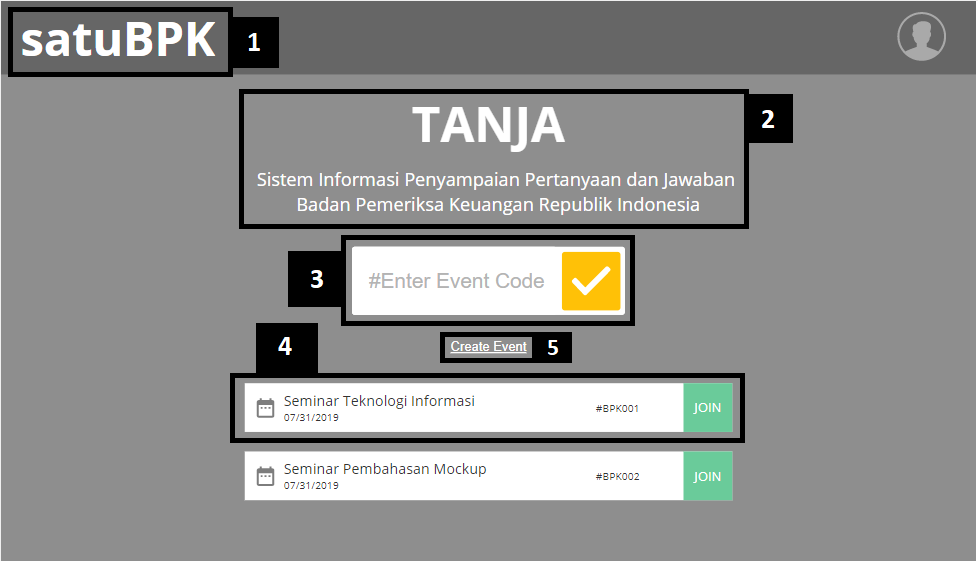 satuBPK
1
TANJA
2
Sistem Informasi Penyampaian Pertanyaan dan Jawaban
Badan Pemeriksa Keuangan Republik Indonesia
3
#Enter Event Code
Create Event
5
4
Seminar Teknologi Informasi
07/31/2019
#BPK001
JOIN
Seminar Pembahasan Mockup
07/31/2019
#BPK002
JOIN